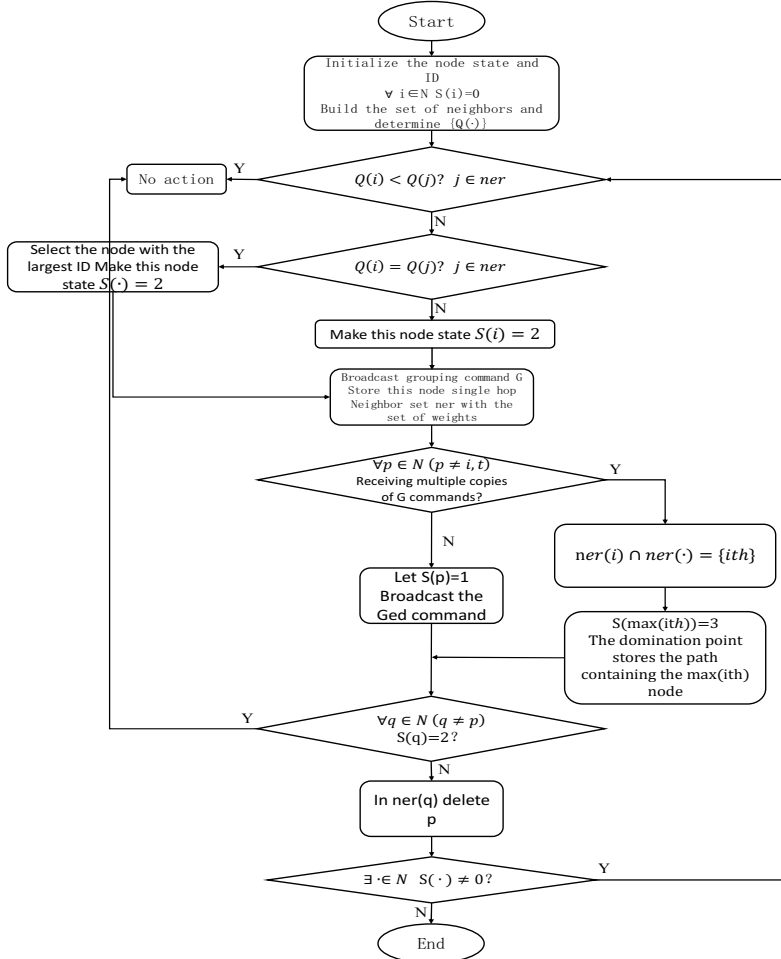 Start
Initialize the node state and
ID
∀ i∈N S(i)=0
Build the set of neighbors and
determine {Q(·)}
Y
No action
Q(i) < Q(j)? j ∈ ner
N
Select the node with the
largest ID Make this node
state S(·) = 2
Y
Q(i) = Q(j)? j ∈ ner
N
Make this node state S(i) = 2
Broadcast grouping command G
Store this node single hop
Neighbor set ner with the
set of weights
∀p ∈ N (p ≠ i, t)
Receiving multiple copies
of G commands?
Y
N
ner(i) ∩ ner(·) = {ith}
Let S(p)=1
Broadcast the
Ged command
S(max(ith))=3
The domination point
stores the path
containing the max(ith)
node
Y
∀q ∈ N (q ≠ p)
S(q)=2?
N
In ner(q) delete
p
∃ ·∈ N S( · ) ≠ 0?
Y
N
End